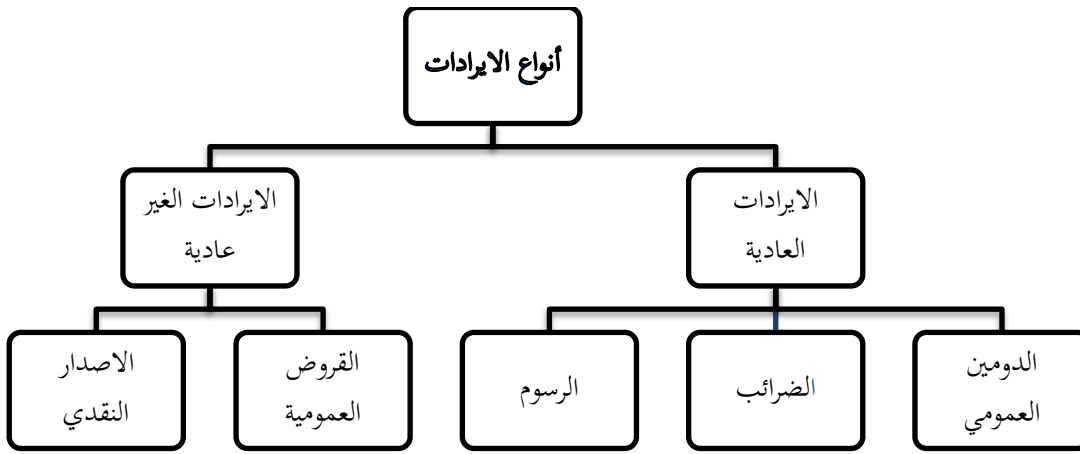 أنواع الايرادات
الايرادات
العادية
الايرادات الغير
عادية
الدومين
العمومي
الضرائب
الرسوم
القروض
العمومية
الاصدار
النقدي